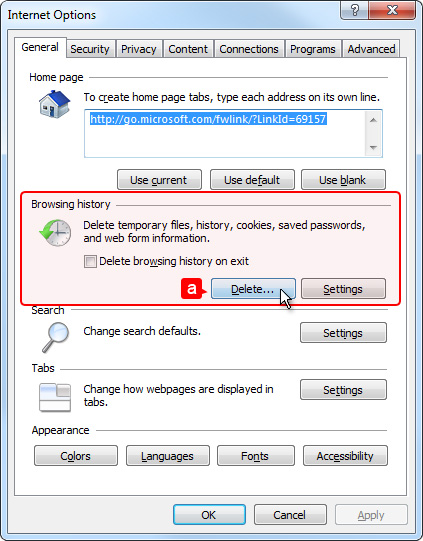 Internet Options
?
General Security Privacy Content Connections Programs Advanced
Home page
To create home page tabs, type each address on its own line.
http://go.microsoft.com/fwlink/?LinkId=69157
Use current Use default Use blank
Browsing history
Delete temporary files, history, cookies, saved passwords,
and web form information.
Delete browsing history on exit
a Delete... Settings
Search
Change search defaults. Settings
Tabs
Change how webpages are displayed in Settings
tabs.
Appearance
Colors Languages Fonts Accessibility
OK Cancel Apply